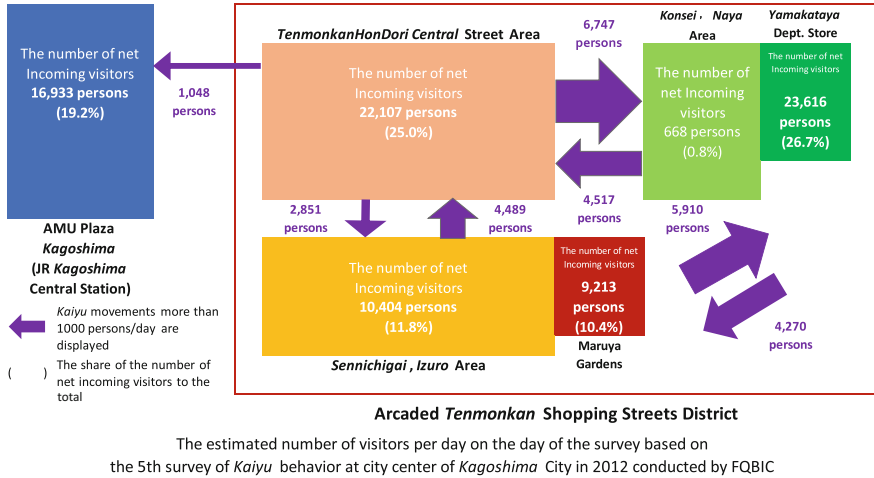 The number of net
Incoming visitors
16,933 persons
(19.2%)
AMU Plaza
Kagoshima
(JR Kagoshima
Central Station)
1,048
persons
TenmonkanHonDori Central Street Area
The number of net
Incoming visitors
22,107 persons
(25.0%)
6,747
persons
4,517
persons
Konsei , Naya
Area
The number of
net Incoming
visitors
668 persons
(0.8%)
Yamakataya
Dept. Store
The number of net
Incoming visitors
23,616
persons
(26.7%)
2,851
persons
4,489
persons
5,910
persons
4,270
persons
The number of net
Incoming visitors
10,404 persons
(11.8%)
Sennichigai , Izuro Area
The number of net
Incoming visitors
9,213
persons
(10.4%)
Maruya
Gardens
Kaiyu movements more than
1000 persons/day are
displayed
( ) The share of the number of
net incoming visitors to the
total
Arcaded Tenmonkan Shopping Streets District
The estimated number of visitors per day on the day of the survey based on
the 5th survey of Kaiyu behavior at city center of Kagoshima City in 2012 conducted by FQBIC